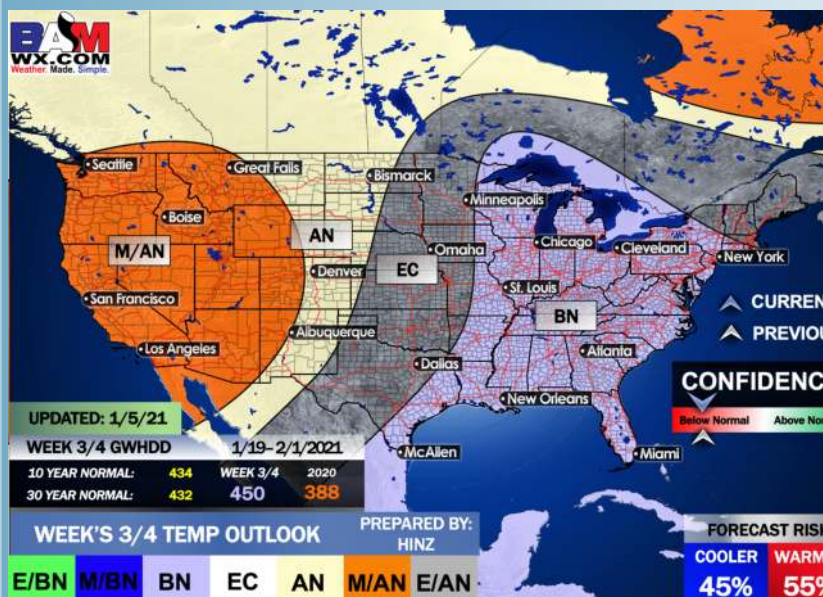 BAM
WX.COM
Weather. Made. Simple.
Seattle
Great Falls
Bismarck
Minneapolis
Boise
M/AN
AN
EC
Omaha
Chicago
Cleveland
New York
Denver
San Francisco
St. Louis
BN
Albuquerque
Los Angeles
Dallas
Atlanta
New Orleans
McAllen
Miami
CURREN
PREVIOU
CONFIDENC
Below Normal Above No
UPDATED: 1/5/21
WEEK 3/4 GWHDD 1/19-2/1/2021
10 YEAR NORMAL: 434 WEEK 3/4 2020
30 YEAR NORMAL: 432 450 388
WEEK'S 3/4 TEMP OUTLOOK
PREPARED BY:
HINZ
FORECAST RIS
COOLER WARM
45% 55%
E/BN M/BN BN EC AN M/AN E/AN